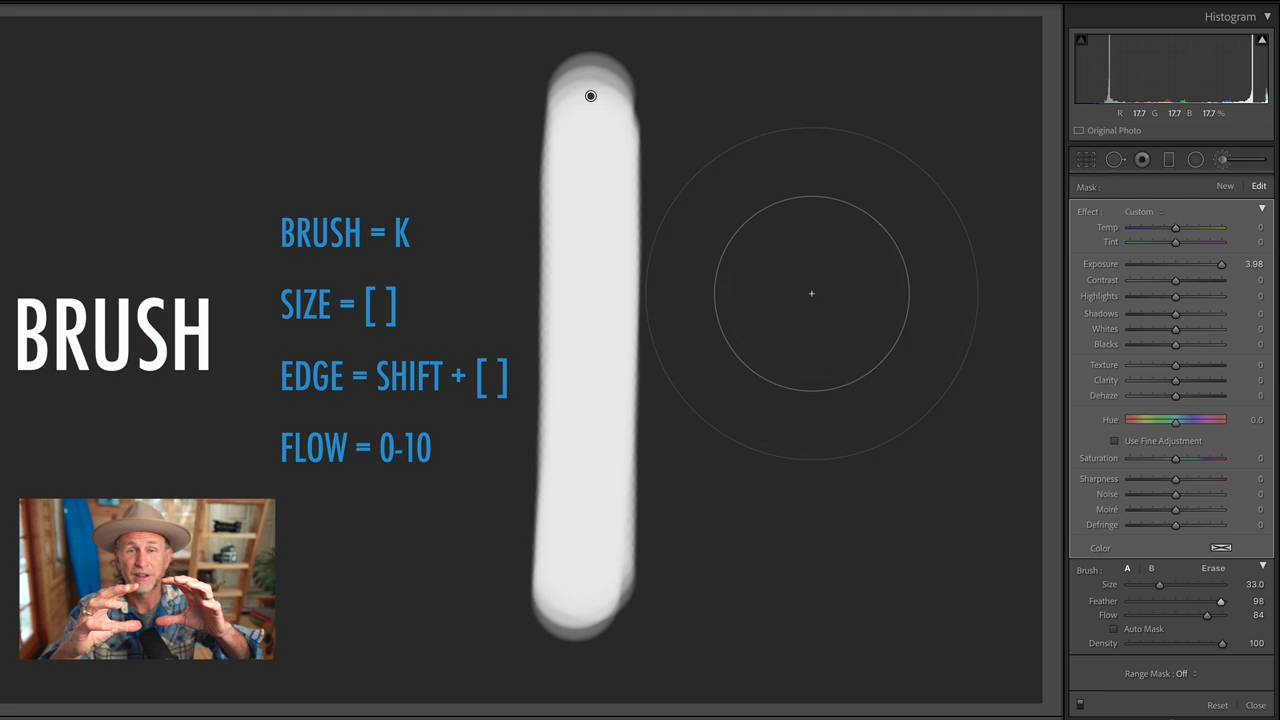 Histogram
R 17.7 G 17.7 B 17.7 %
Original Photo
Mask : New Edit
Effect : Custom
Temp 0
Tint 0
Exposure 3.98
Contrast 0
Highlights 0
Shadows 0
Whites 0
Blacks 0
Texture 0
Clarity 0
Dehaze 0
Hue 0.0
Use Fine Adjustment
Saturation 0
Sharpness 0
Noise 0
Moiré 0
Defringe 0
Color
Brush : A B Erase
Size 33.0
Feather 98
Flow 84
Auto Mask
Density 100
Range Mask : Off
Reset Close
BRUSH
BRUSH = K
SIZE = [ ]
EDGE = SHIFT + [ ]
FLOW = 0-10